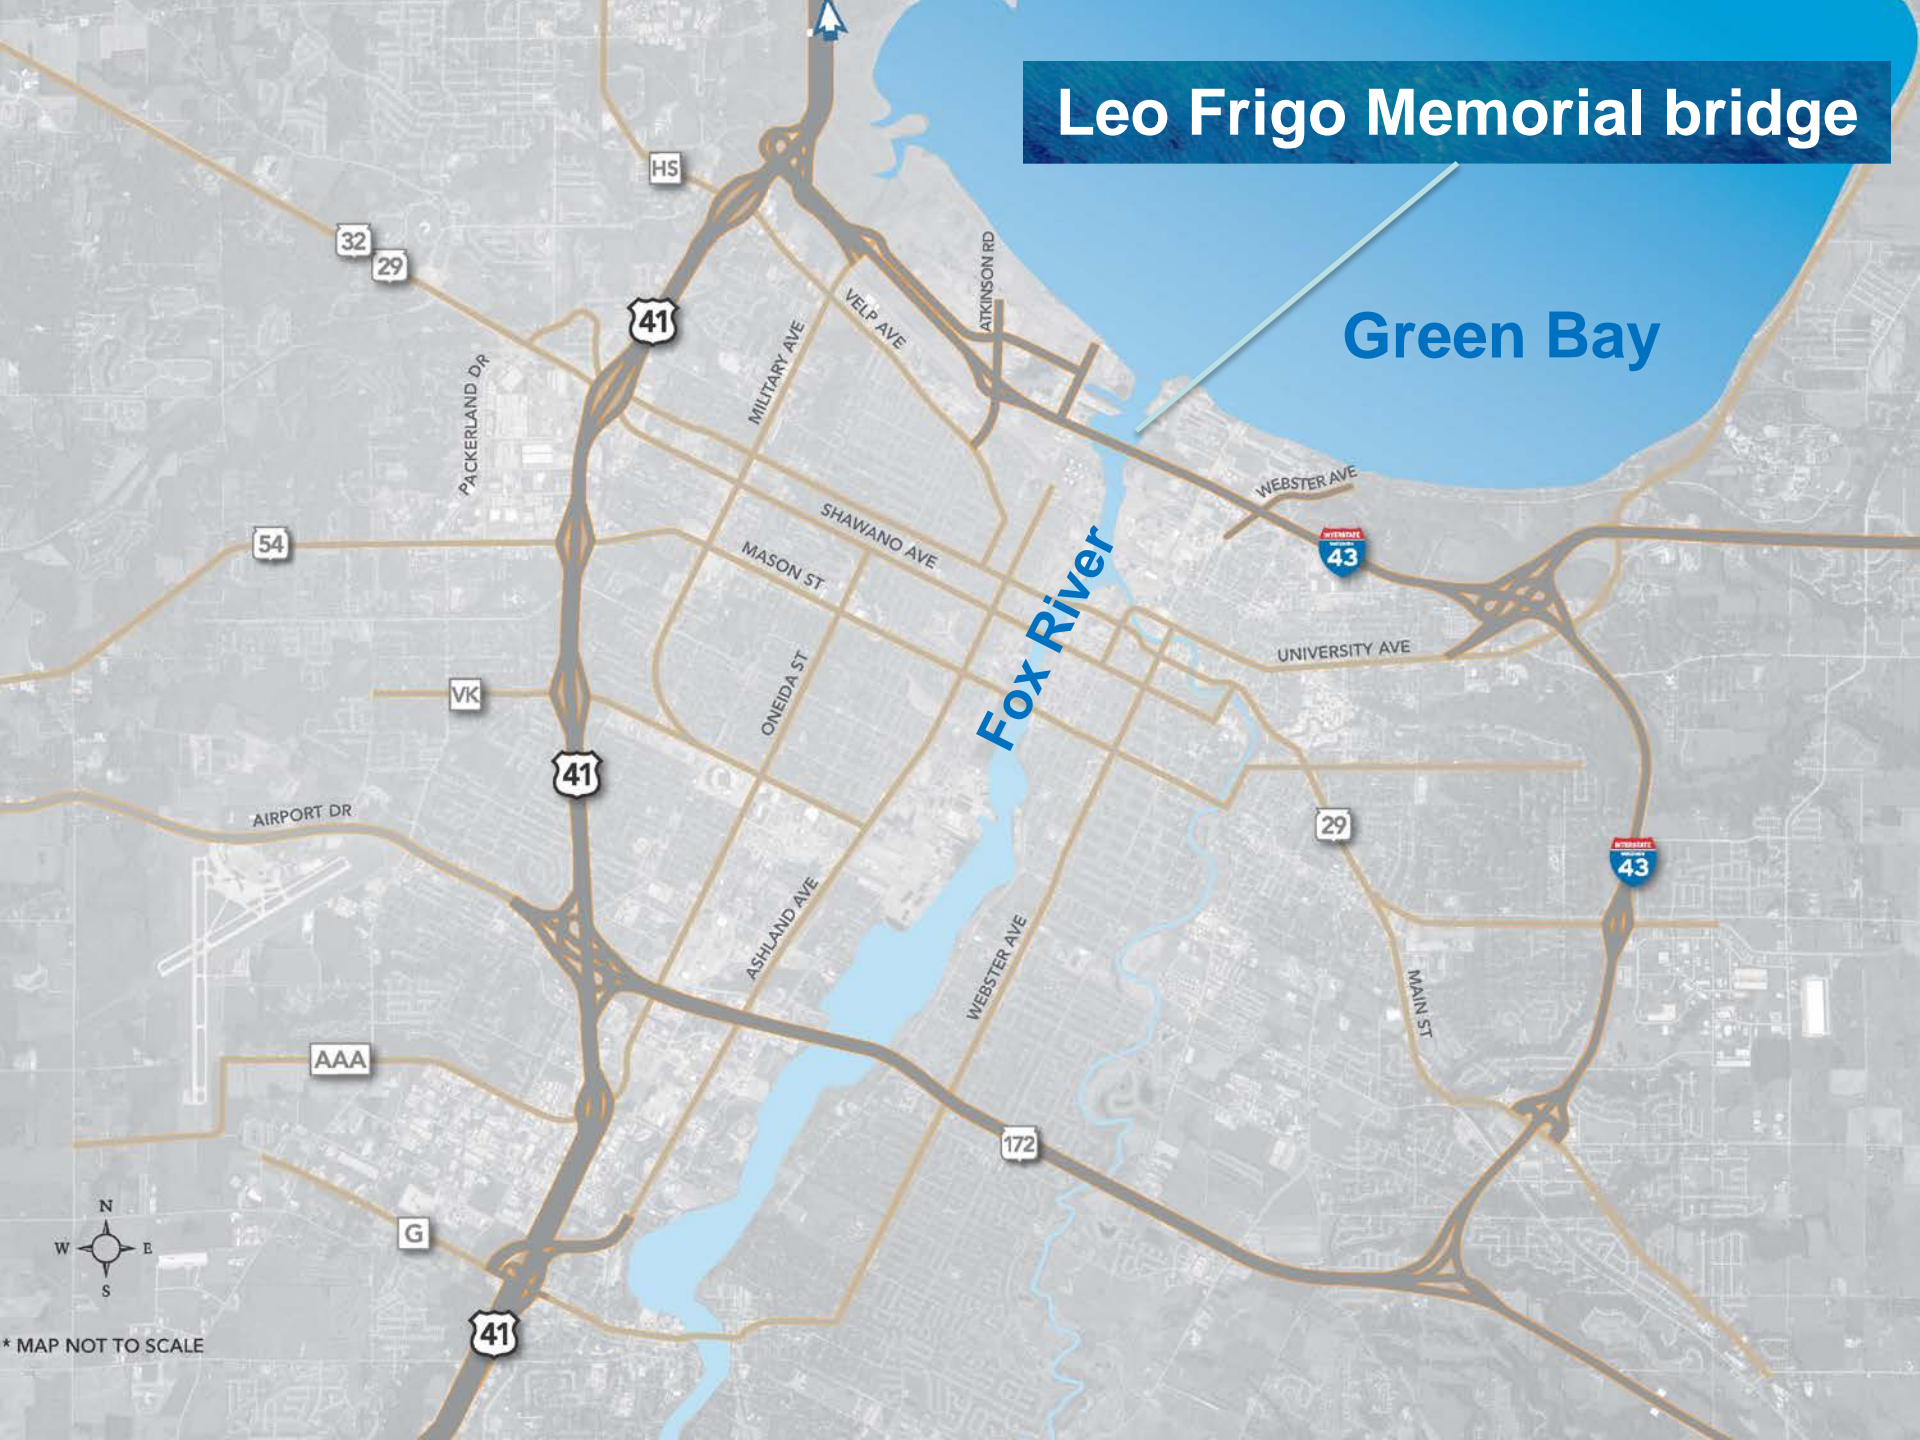 Leo Frigo Memorial bridge
HS
32
29
ATKINSON RD
41
VELP AVE
Green Bay
MILITARY AVE
PACKERLAND DR
WEBSTER AVE
SHAWANO AVE
54
MASON ST
INTERSTATE
43
Fox River
UNIVERSITY AVE
ONEIDA ST
VK
41
AIRPORT DR
29
INTERSTATE
43
ASHLAND AVE
WEBSTER AVE
MAIN ST
AAA
172
N
W E
S
G
41
* MAP NOT TO SCALE